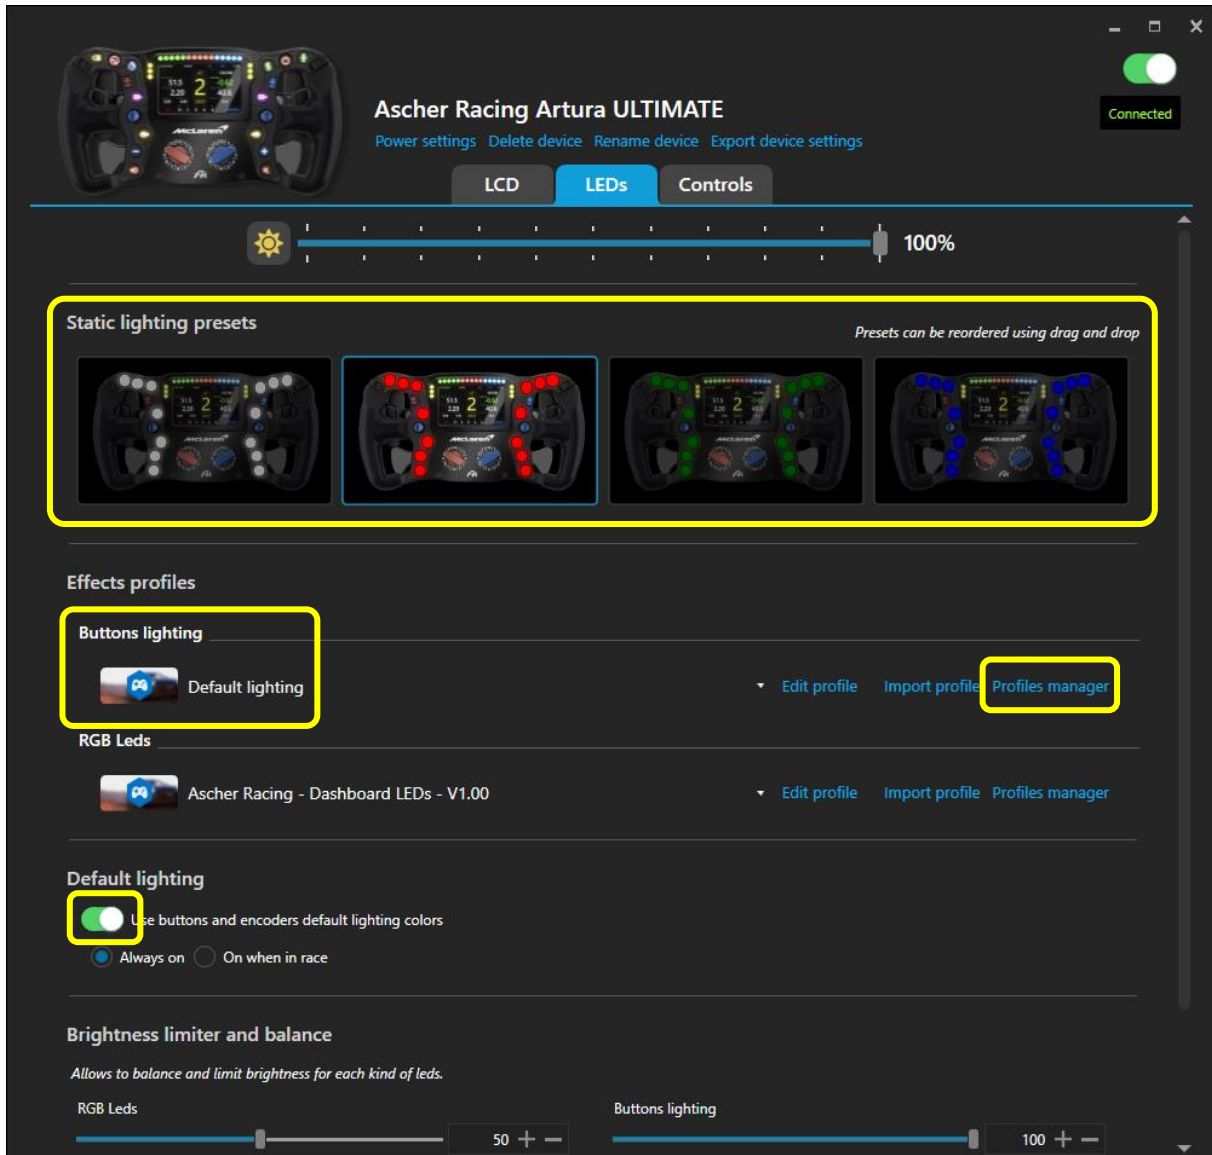 Ascher Racing Artura ULTIMATE
Connected
Power settings Delete device Rename device Export device settings
LCD LEDs Controls
100%
Static lighting presets
Presets can be reordered using drag and drop
Effects profiles
Buttons lighting
Default lighting Edit profile Import profile Profiles manager
RGB Leds
Ascher Racing - Dashboard LEDs - V1.00 Edit profile Import profile Profiles manager
Default lighting
Use buttons and encoders default lighting colors
Always on On when in race
Brightness limiter and balance
Allows to balance and limit brightness for each kind of leds.
RGB Leds Buttons lighting
50 100